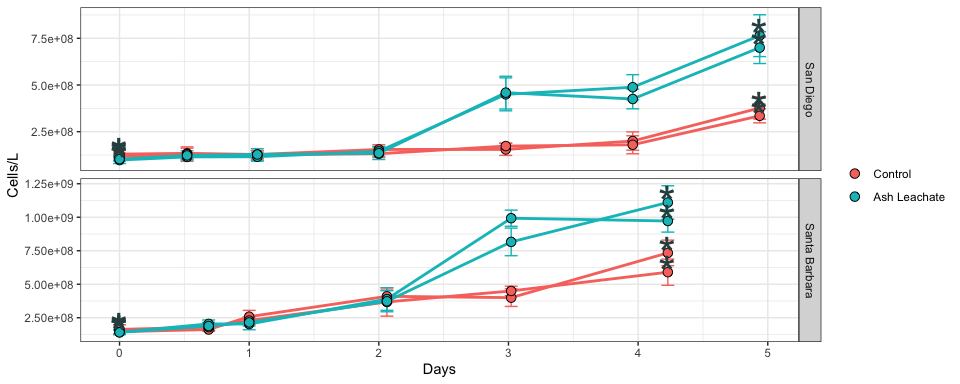 Cells/L
7.5e+08
5.0e+08
2.5e+08
San Diego
1.25e+09
1.00e+09
7.50e+08
5.00e+08
2.50e+08
Santa Barbara
0 1 2 3 4 5
Days
Control
Ash Leachate